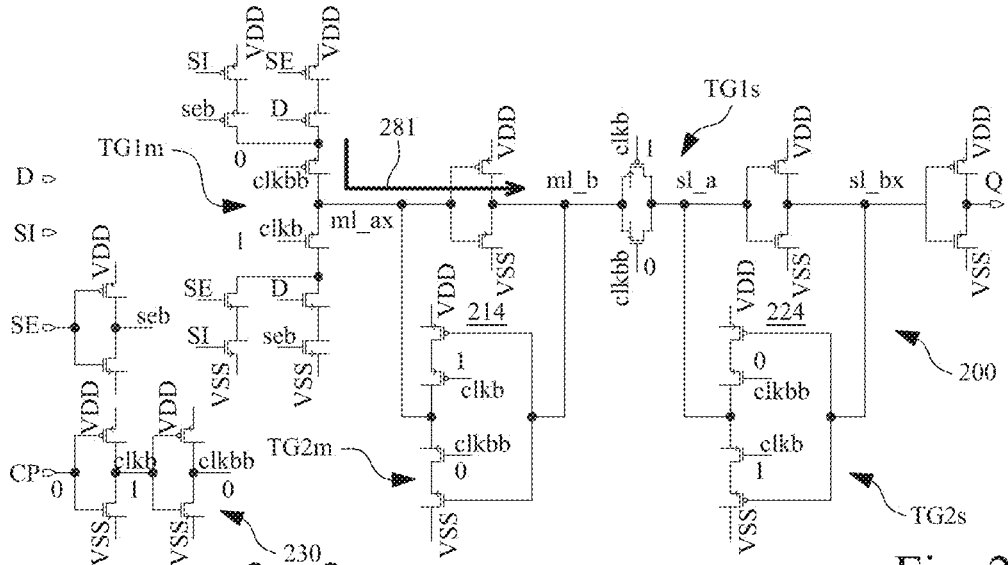 VDD
VDD
SI
SE
seb
D
TG1m
0
clkbb
281
D
SI
1
clkb
ml_ax
VDD
VSS
ml_b
clkb
1
TG1s
clkbb
0
sl_a
VDD
VSS
sl_bx
VDD
VSS
Q
VDD
SE
seb
VSS
SE
D
SI
seb
VSS
VSS
VDD
214
1
clkb
TG2m
clkbb
0
VSS
VDD
224
0
clkbb
clkb
1
VSS
200
TG2s
VDD
VDD
CP
0
clkb
1
clkbb
0
VSS
VSS
230